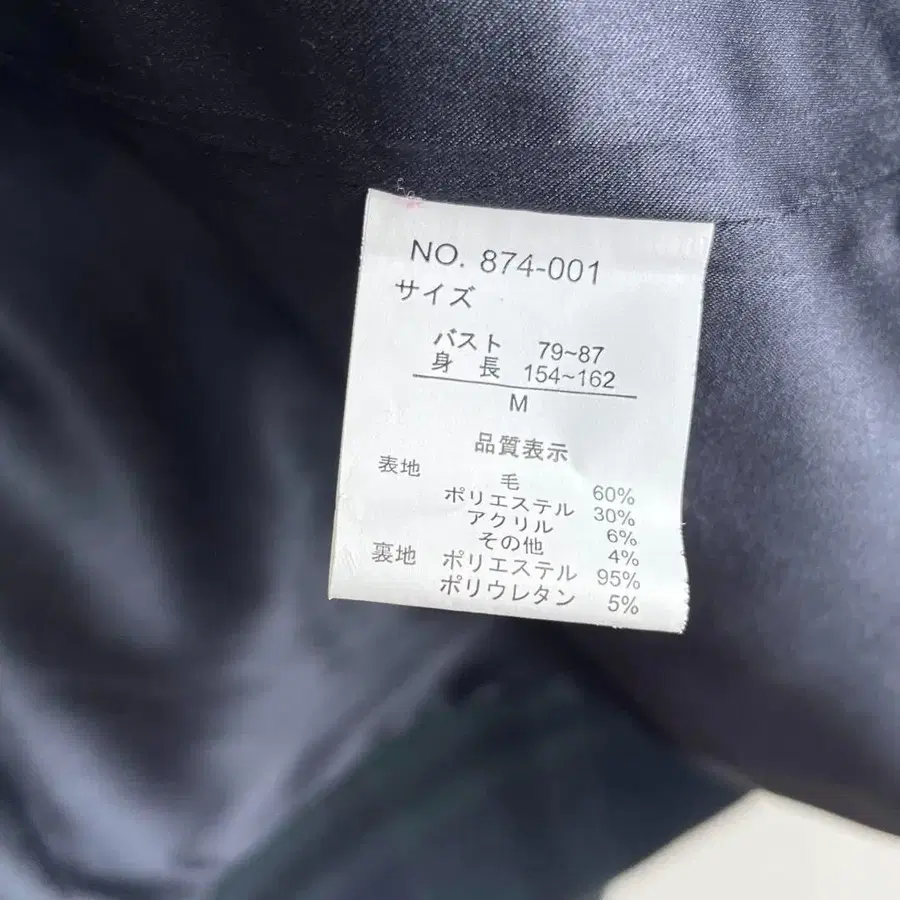 NO. 874-001
サイズ
バスト 79~87
身 長 154~162
M
品質表示
表地 毛 60%
ポリエステル 30%
アクリル 6%
その他 4%
裏地 ポリエステル 95%
ポリウレタン 5%